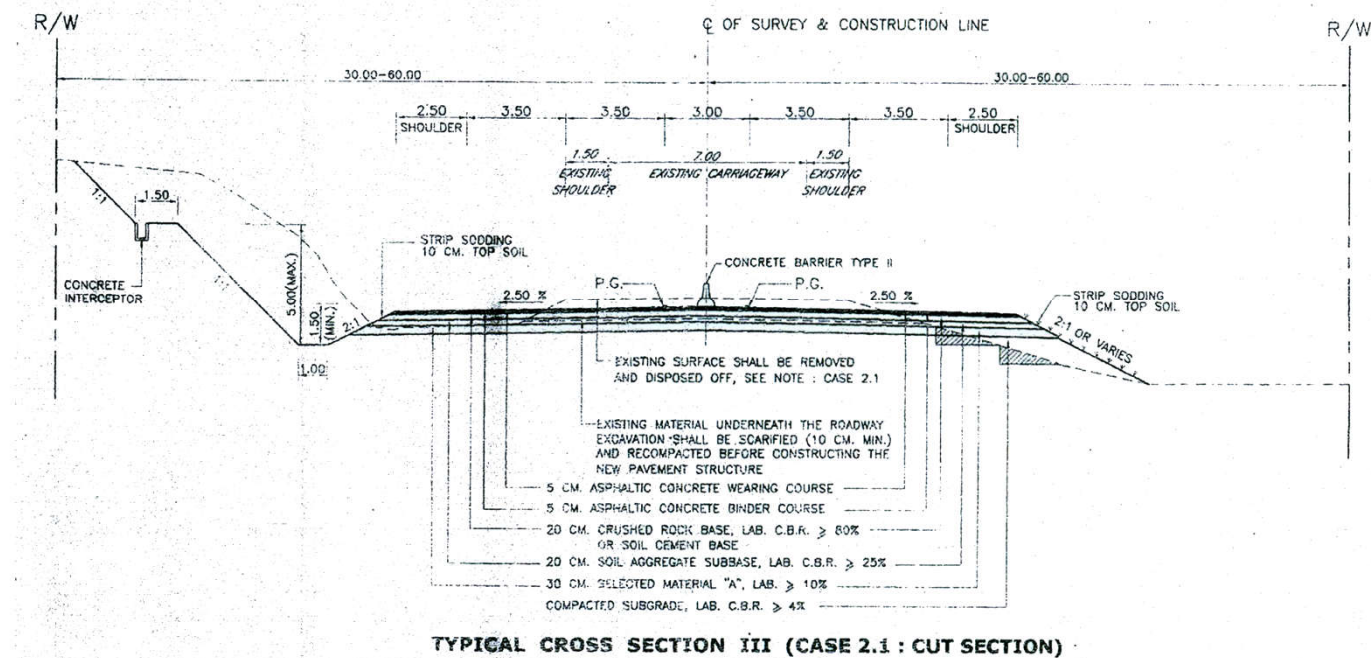 R/W
℄ OF SURVEY & CONSTRUCTION LINE
R/W
30.00-60.00
30.00-60.00
2.50
3.50
3.50
3.00
3.50
3.50
2.50
SHOULDER
SHOULDER
1.50
7.00
1.50
EXISTING SHOULDER
EXISTING CARRIAGEWAY
EXISTING SHOULDER
1:1
1.50
CONCRETE
INTERCEPTOR
1:1
5.00(MAX.)
1.50
(MIN.)
2:1
1.00
STRIP SODDING
10 CM. TOP SOIL
CONCRETE BARRIER TYPE II
P.G.
P.G.
2.50 %
2.50 %
STRIP SODDING
10 CM. TOP SOIL
2:1 OR VARIES
EXISTING SURFACE SHALL BE REMOVED
AND DISPOSED OFF, SEE NOTE : CASE 2.1
EXISTING MATERIAL UNDERNEATH THE ROADWAY
EXCAVATION SHALL BE SCARIFIED (10 CM. MIN.)
AND RECOMPACTED BEFORE CONSTRUCTING THE
NEW PAVEMENT STRUCTURE
5 CM. ASPHALTIC CONCRETE WEARING COURSE
5 CM. ASPHALTIC CONCRETE BINDER COURSE
20 CM. CRUSHED ROCK BASE, LAB. C.B.R. ⩾ 80%
OR SOIL CEMENT BASE
20 CM. SOIL AGGREGATE SUBBASE, LAB. C.B.R. ⩾ 25%
30 CM. SELECTED MATERIAL "A", LAB. ⩾ 10%
COMPACTED SUBGRADE, LAB. C.B.R. ⩾ 4%
TYPICAL CROSS SECTION III (CASE 2.1 : CUT SECTION)